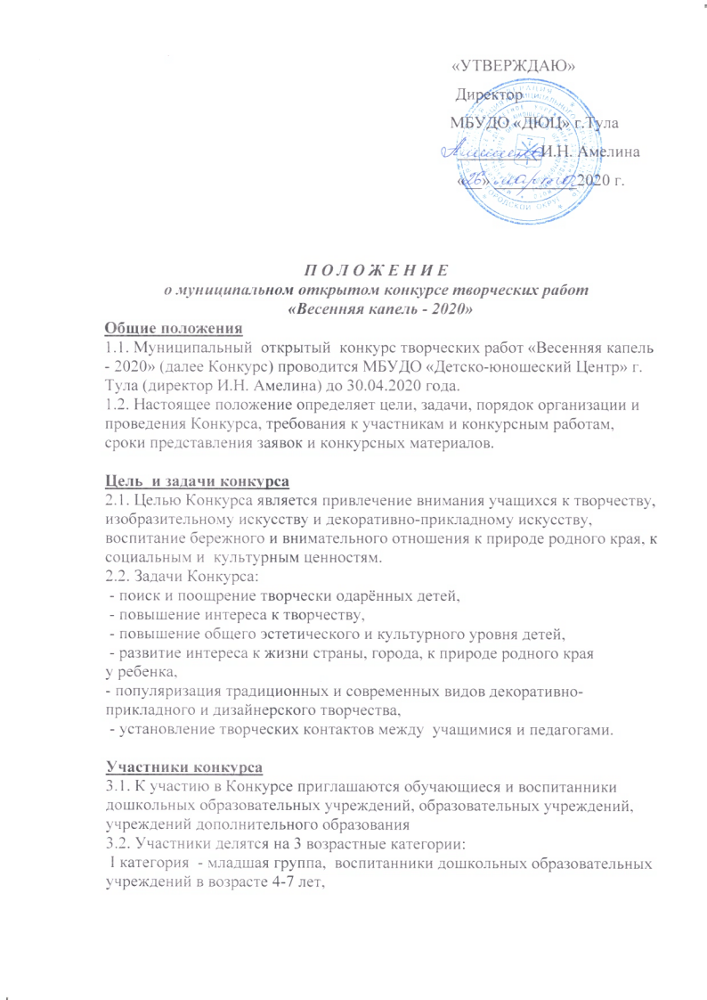 «УТВЕРЖДАЮ»
Директор
МБУДО «ДЮЦ» г.Тула
И.Н. Амелина
«26» марта 2020 г.
П О Л О Ж Е Н И Е
о муниципальном открытом конкурсе творческих работ
«Весенняя капель - 2020»
Общие положения
1.1. Муниципальный открытый конкурс творческих работ «Весенняя капель
- 2020» (далее Конкурс) проводится МБУДО «Детско-юношеский Центр» г.
Тула (директор И.Н. Амелина) до 30.04.2020 года.
1.2. Настоящее положение определяет цели, задачи, порядок организации и
проведения Конкурса, требования к участникам и конкурсным работам,
сроки представления заявок и конкурсных материалов.
Цель и задачи конкурса
2.1. Целью Конкурса является привлечение внимания учащихся к творчеству,
изобразительному искусству и декоративно-прикладному искусству,
воспитание бережного и внимательного отношения к природе родного края, к
социальным и культурным ценностям.
2.2. Задачи Конкурса:
- поиск и поощрение творчески одарённых детей,
- повышение интереса к творчеству,
- повышение общего эстетического и культурного уровня детей,
- развитие интереса к жизни страны, города, к природе родного края
у ребенка,
- популяризация традиционных и современных видов декоративно-
прикладного и дизайнерского творчества,
- установление творческих контактов между учащимися и педагогами.
Участники конкурса
3.1. К участию в Конкурсе приглашаются обучающиеся и воспитанники
дошкольных образовательных учреждений, образовательных учреждений,
учреждений дополнительного образования
3.2. Участники делятся на 3 возрастные категории:
I категория - младшая группа, воспитанники дошкольных образовательных
учреждений в возрасте 4-7 лет,